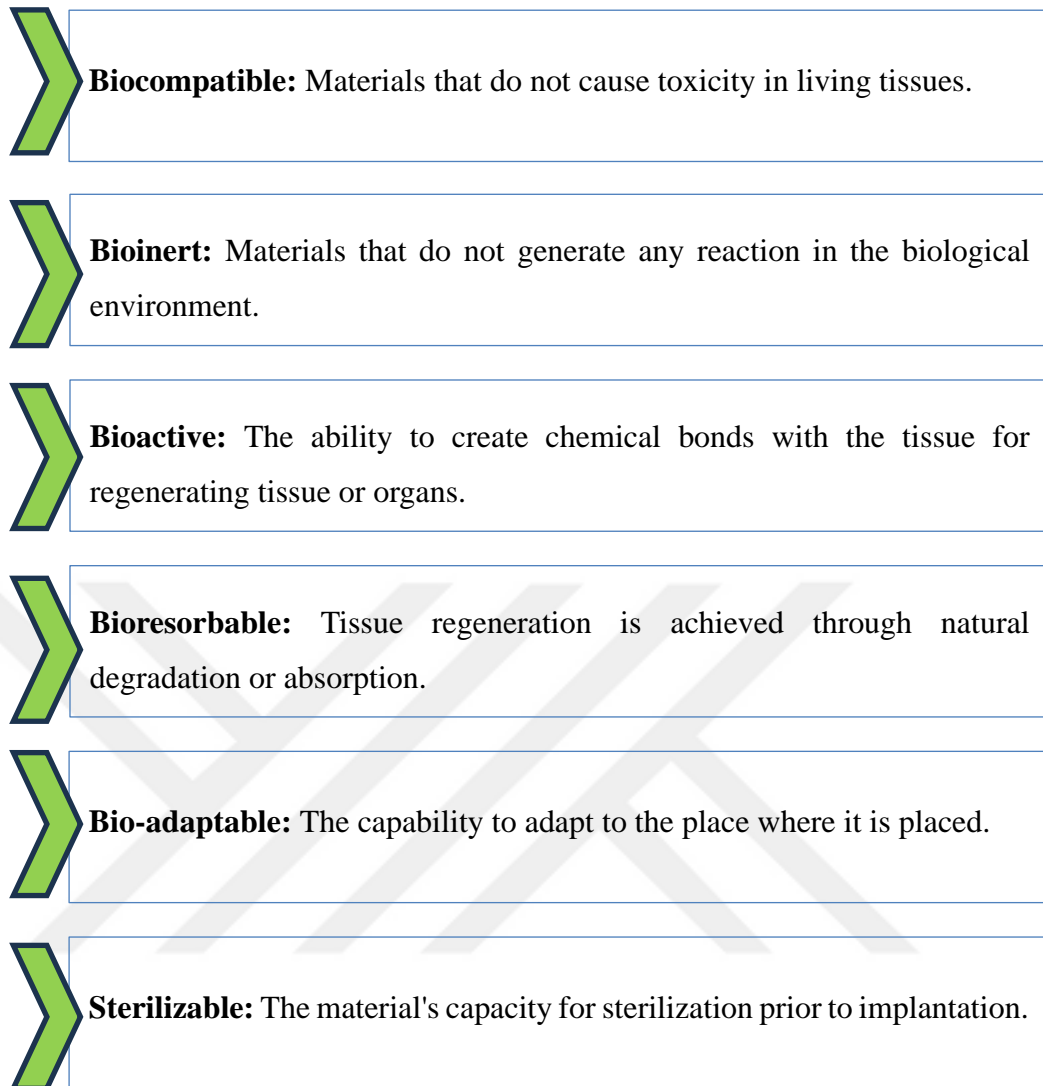 Biocompatible: Materials that do not cause toxicity in living tissues.
Bioinert: Materials that do not generate any reaction in the biological
environment.
Bioactive: The ability to create chemical bonds with the tissue for
regenerating tissue or organs.
Bioresorbable: Tissue regeneration is achieved through natural
degradation or absorption.
Bio-adaptable: The capability to adapt to the place where it is placed.
Sterilizable: The material's capacity for sterilization prior to implantation.